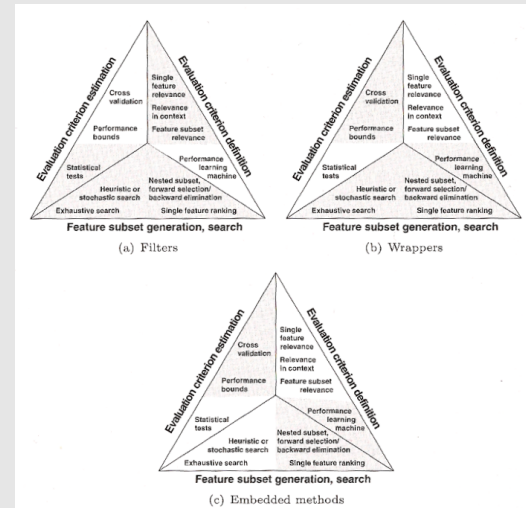 Evaluation criterion estimation
Evaluation criterion definition
Cross
validation
Single
feature
relevance
Relevance
in context
Performance
bounds
Feature subset
relevance
Statistical
tests
Performance
learning
machine
Heuristic or
stochastic search
Nested subset,
forward selection/
backward elimination
Exhaustive search
Single feature ranking
Feature subset generation, search
(a) Filters
Evaluation criterion estimation
Evaluation criterion definition
Cross
validation
Single
feature
relevance
Relevance
in context
Performance
bounds
Feature subset
relevance
Statistical
tests
Performance
learning
machine
Heuristic or
stochastic search
Nested subset,
forward selection/
backward elimination
Exhaustive search
Single feature ranking
Feature subset generation, search
(b) Wrappers
Evaluation criterion estimation
Evaluation criterion definition
Cross
validation
Single
feature
relevance
Relevance
in context
Performance
bounds
Feature subset
relevance
Statistical
tests
Performance
learning
machine
Heuristic or
stochastic search
Nested subset,
forward selection/
backward elimination
Exhaustive search
Single feature ranking
Feature subset generation, search
(c) Embedded methods